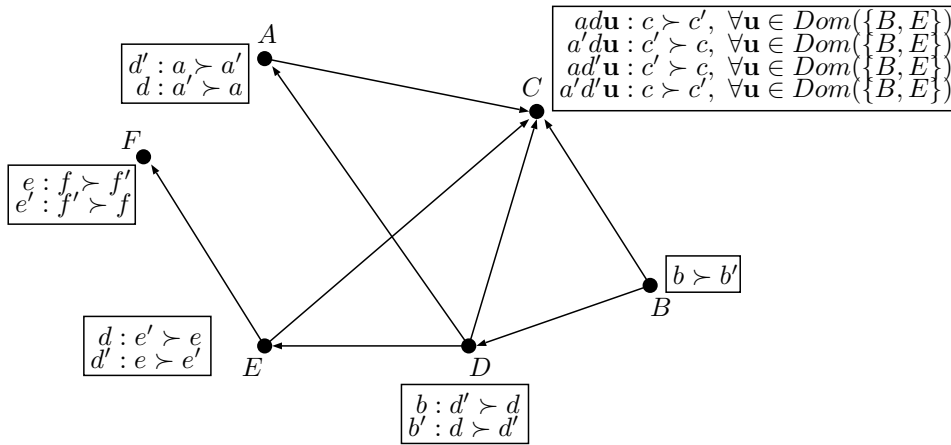 A
d′ : a ≻ a′
d : a′ ≻ a
C
ad𝐮 : c ≻ c′, ∀𝐮 ∈ Dom({B, E})
a′d𝐮 : c′ ≻ c, ∀𝐮 ∈ Dom({B, E})
ad′𝐮 : c′ ≻ c, ∀𝐮 ∈ Dom({B, E})
a′d′𝐮 : c ≻ c′, ∀𝐮 ∈ Dom({B, E})
F
e : f ≻ f′
e′ : f′ ≻ f
b ≻ b′
B
d : e′ ≻ e
d′ : e ≻ e′
E
D
b : d′ ≻ d
b′ : d ≻ d′